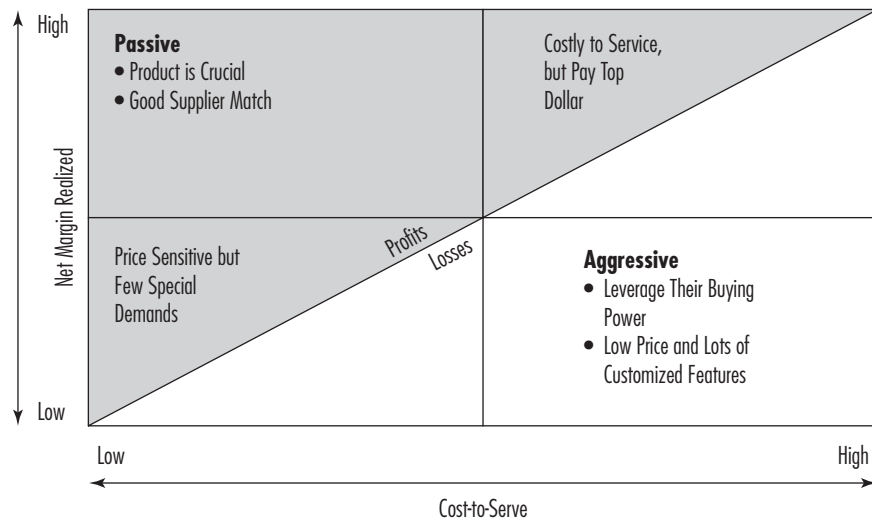 High
Passive
• Product is Crucial
• Good Supplier Match
Costly to Service,
but Pay Top
Dollar
Net Margin Realized
Price Sensitive but
Few Special
Demands
Profits
Losses
Aggressive
• Leverage Their Buying
Power
• Low Price and Lots of
Customized Features
Low
Low
High
Cost-to-Serve